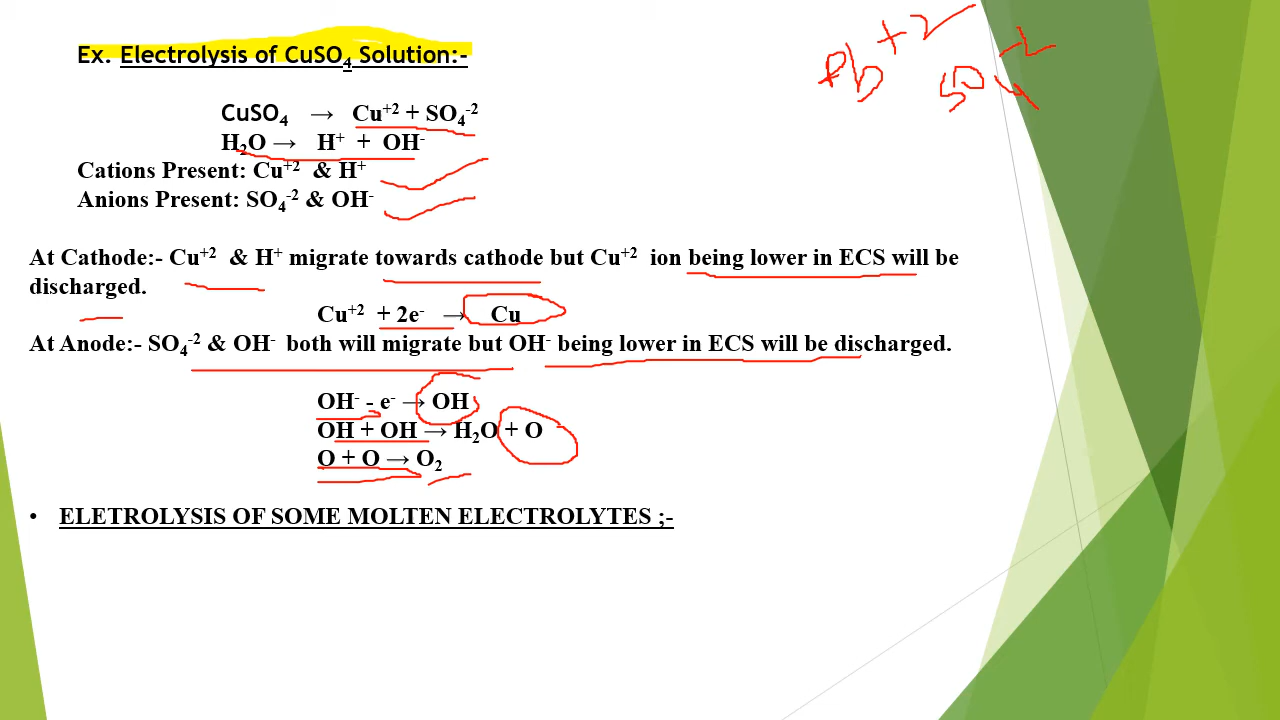 Ex. Electrolysis of CuSO₄ Solution:-
Pb⁺² SO₄⁻²
CuSO₄ → Cu⁺² + SO₄⁻²
H₂O → H⁺ + OH⁻
Cations Present: Cu⁺² & H⁺
Anions Present: SO₄⁻² & OH⁻
At Cathode:- Cu⁺² & H⁺ migrate towards cathode but Cu⁺² ion being lower in ECS will be
discharged.
Cu⁺² + 2e⁻ → Cu
At Anode:- SO₄⁻² & OH⁻ both will migrate but OH⁻ being lower in ECS will be discharged.
OH⁻ - e⁻ → OH
OH + OH → H₂O + O
O + O → O₂
• ELETROLYSIS OF SOME MOLTEN ELECTROLYTES ;-